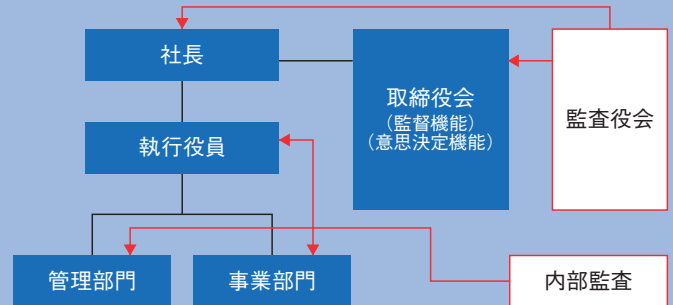 社長
取締役会
（監督機能）
（意思決定機能）
監査役会
執行役員
管理部門
事業部門
内部監査